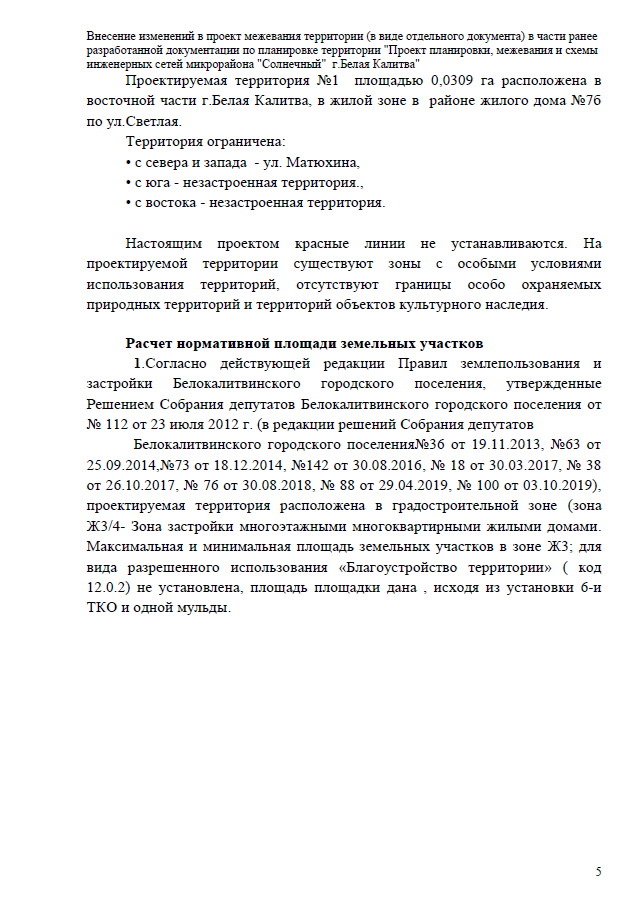 Внесение изменений в проект межевания территории (в виде отдельного документа) в части ранее
разработанной документации по планировке территории "Проект планировки, межевания и схемы
инженерных сетей микрорайона "Солнечный" г.Белая Калитва"
Проектируемая территория №1 площадью 0,0309 га расположена в
восточной части г.Белая Калитва, в жилой зоне в районе жилого дома №7б
по ул.Светлая.
Территория ограничена:
• с севера и запада - ул. Матюхина,
• с юга - незастроенная территория.,
• с востока - незастроенная территория.
Настоящим проектом красные линии не устанавливаются. На
проектируемой территории существуют зоны с особыми условиями
использования территорий, отсутствуют границы особо охраняемых
природных территорий и территорий объектов культурного наследия.
Расчет нормативной площади земельных участков
1.Согласно действующей редакции Правил землепользования и
застройки Белокалитвинского городского поселения, утвержденные
Решением Собрания депутатов Белокалитвинского городского поселения от
№ 112 от 23 июля 2012 г. (в редакции решений Собрания депутатов
Белокалитвинского городского поселения№36 от 19.11.2013, №63 от
25.09.2014,№73 от 18.12.2014, №142 от 30.08.2016, № 18 от 30.03.2017, № 38
от 26.10.2017, № 76 от 30.08.2018, № 88 от 29.04.2019, № 100 от 03.10.2019),
проектируемая территория расположена в градостроительной зоне (зона
Ж3/4- Зона застройки многоэтажными многоквартирными жилыми домами.
Максимальная и минимальная площадь земельных участков в зоне Ж3; для
вида разрешенного использования «Благоустройство территории» ( код
12.0.2) не установлена, площадь площадки дана , исходя из установки 6-и
ТКО и одной мульды.
5